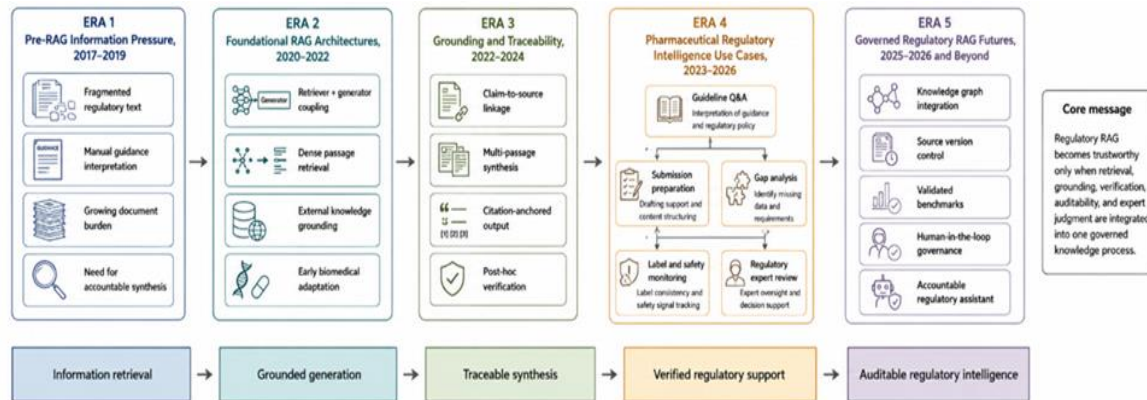 ERA 1
Pre-RAG Information Pressure,
2017–2019
Fragmented
regulatory text
GUIDANCE
Manual guidance
interpretation
Growing document
burden
Need for
accountable synthesis
ERA 2
Foundational RAG Architectures,
2020–2022
Generator
Retriever + generator
coupling
Dense passage
retrieval
External knowledge
grounding
Early biomedical
adaptation
ERA 3
Grounding and Traceability,
2022–2024
Claim-to-source
linkage
Multi-passage
synthesis
[1] [2] [3]
Citation-anchored
output
Post-hoc
verification
ERA 4
Pharmaceutical Regulatory
Intelligence Use Cases,
2023–2026
Guideline Q&A
Interpretation of guidance
and regulatory policy
Submission
preparation
Drafting support and
content structuring
Gap analysis
Identify missing
data and
requirements
Label and safety
monitoring
Label consistency and
safety signal tracking
Regulatory
expert review
Expert oversight and
decision support
ERA 5
Governed Regulatory RAG Futures,
2025–2026 and Beyond
Knowledge graph
integration
Source version
control
Validated
benchmarks
Human-in-the-loop
governance
Accountable
regulatory assistant
Core message
Regulatory RAG
becomes trustworthy
only when retrieval,
grounding, verification,
auditability, and expert
judgment are integrated
into one governed
knowledge process.
Information retrieval
Grounded generation
Traceable synthesis
Verified regulatory support
Auditable regulatory intelligence